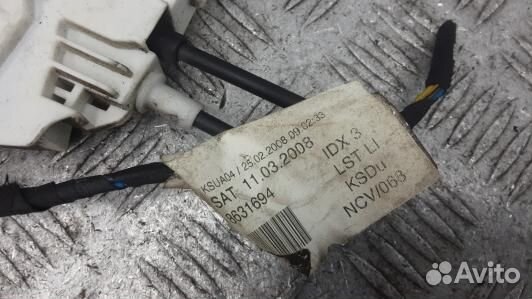 KSUA04 / 25.02.2008 09:02:33
SAT. 11.03.2008
8631694
IDX 3
LST LI
KSDU
NCV/068
Avito